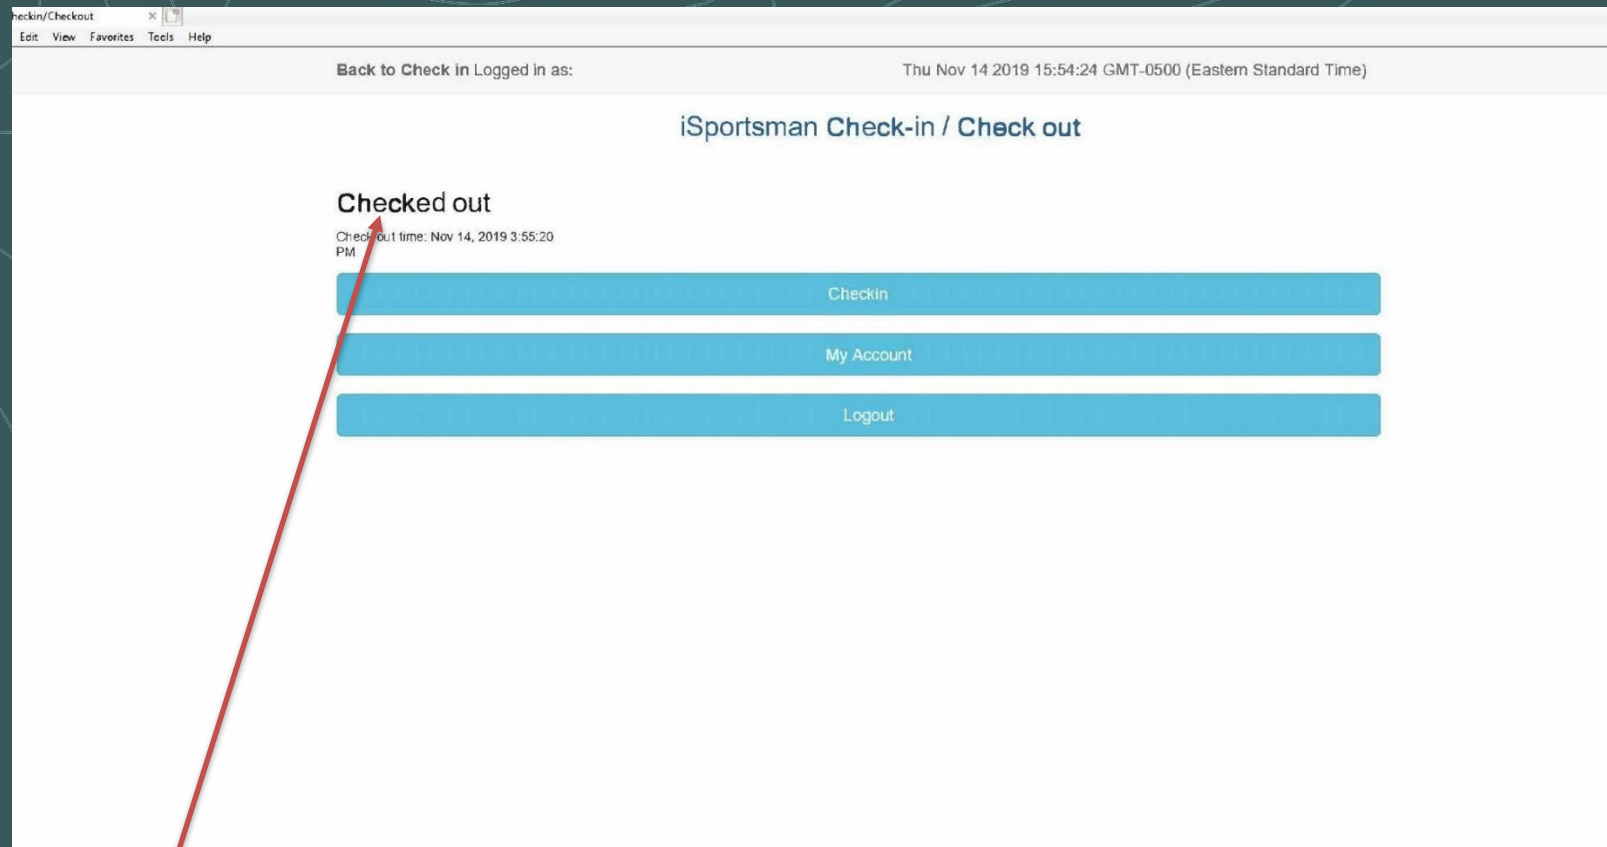 heckin/Checkout
Edit View Favorites Tools Help
Back to Check in Logged in as: Thu Nov 14 2019 15:54:24 GMT-0500 (Eastern Standard Time)
iSportsman Check-in / Check out
Checked out
Check out time: Nov 14, 2019 3:55:20
PM
Checkin
My Account
Logout